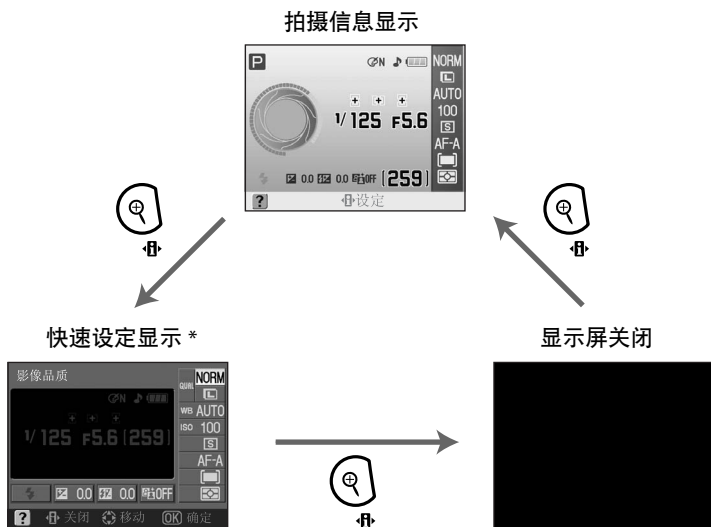 拍摄信息显示
P N NORM
L
AUTO
100
1/125 F5.6
S
AF-A
0.0 0.0 OFF [259]
? i 设定
i
i
快速设定显示 *
显示屏关闭
影像品质
QUAL NORM
N L
WB AUTO
ISO 100
1/125 F5.6 [259]
S
AF-A
0.0 0.0 OFF
? i 关闭 移动 OK 确定
i